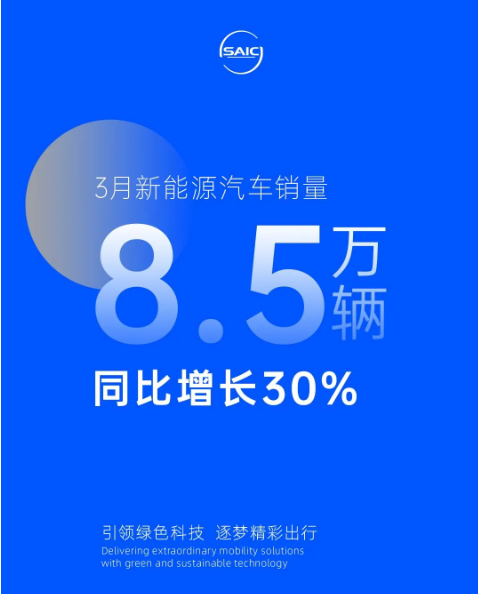 SAIC
3月新能源汽车销量
8.5万辆
同比增长30%
引领绿色科技 逐梦精彩出行
Delivering extraordinary mobility solutions
with green and sustainable technology